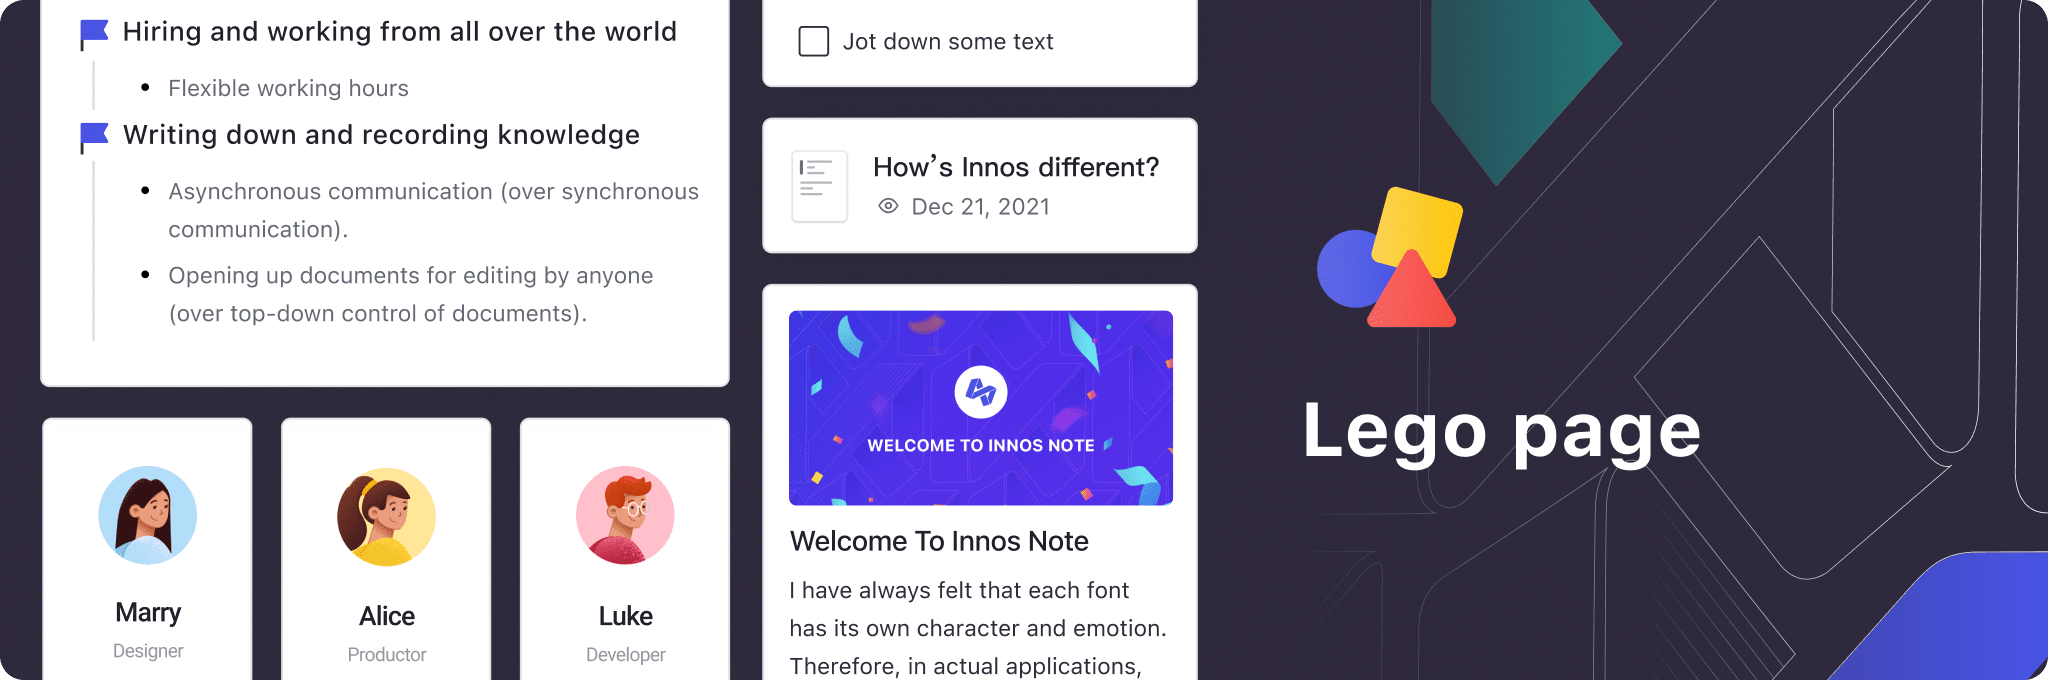 Hiring and working from all over the world
Flexible working hours
Writing down and recording knowledge
Asynchronous communication (over synchronous
communication).
Opening up documents for editing by anyone
(over top-down control of documents).
Marry
Designer
Alice
Productor
Luke
Developer
Jot down some text
How’s Innos different?
Dec 21, 2021
WELCOME TO INNOS NOTE
Welcome To Innos Note
I have always felt that each font
has its own character and emotion.
Therefore, in actual applications,
Lego page